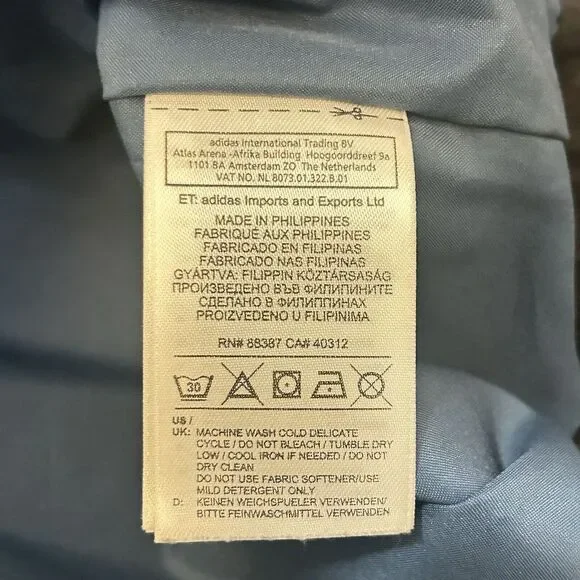 adidas International Trading BV
Atlas Arena -Afrika Building Hoogoorddreef 9a
1101 BA Amsterdam ZO The Netherlands
VAT NO. NL 8073.01.322.B.01
ET: adidas Imports and Exports Ltd
MADE IN PHILIPPINES
FABRIQUÉ AUX PHILIPPINES
FABRICADO EN FILIPINAS
FABRICADO NAS FILIPINAS
GYÁRTVA: FILIPPIN KÖZTÁRSASÁG
ПРОИЗВЕДЕНО ВЪВ ФИЛИПИНИТЕ
СДЕЛАНО В ФИЛИППИНАХ
PROIZVEDENO U FILIPINIMA
RN# 88387 CA# 40312
30
US /
UK: MACHINE WASH COLD DELICATE
CYCLE / DO NOT BLEACH / TUMBLE DRY
LOW / COOL IRON IF NEEDED / DO NOT
DRY CLEAN
DO NOT USE FABRIC SOFTENER/USE
MILD DETERGENT ONLY
D: KEINEN WEICHSPUELER VERWENDEN/
BITTE FEINWASCHMITTEL VERWENDEN